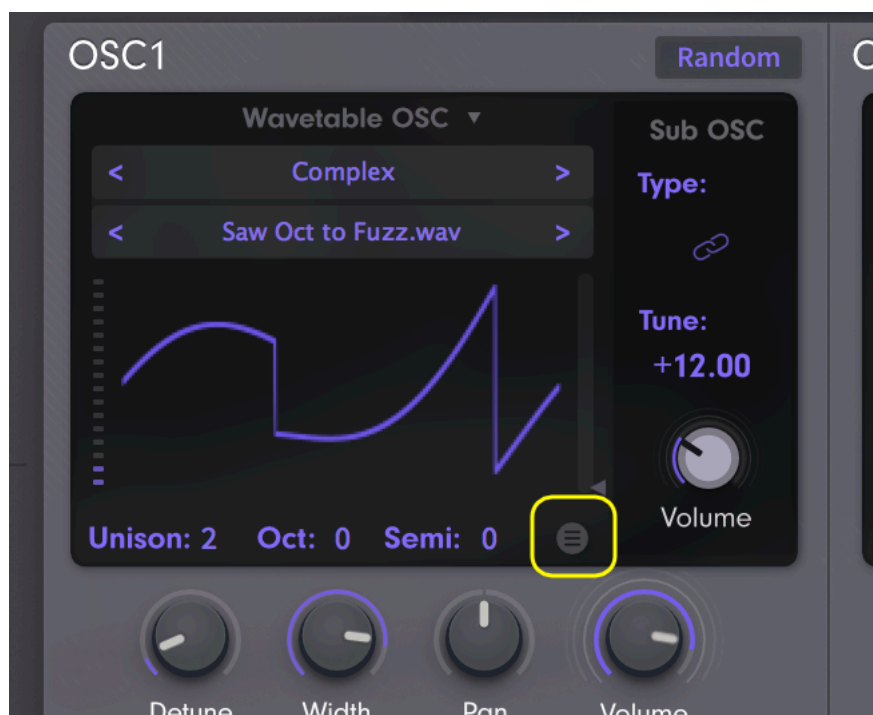 OSC1
Random
Wavetable OSC ▼
< Complex >
< Saw Oct to Fuzz.wav >
Sub OSC
Type:
Tune:
+12.00
Volume
Unison: 2 Oct: 0 Semi: 0
Detune Width Pan Volume